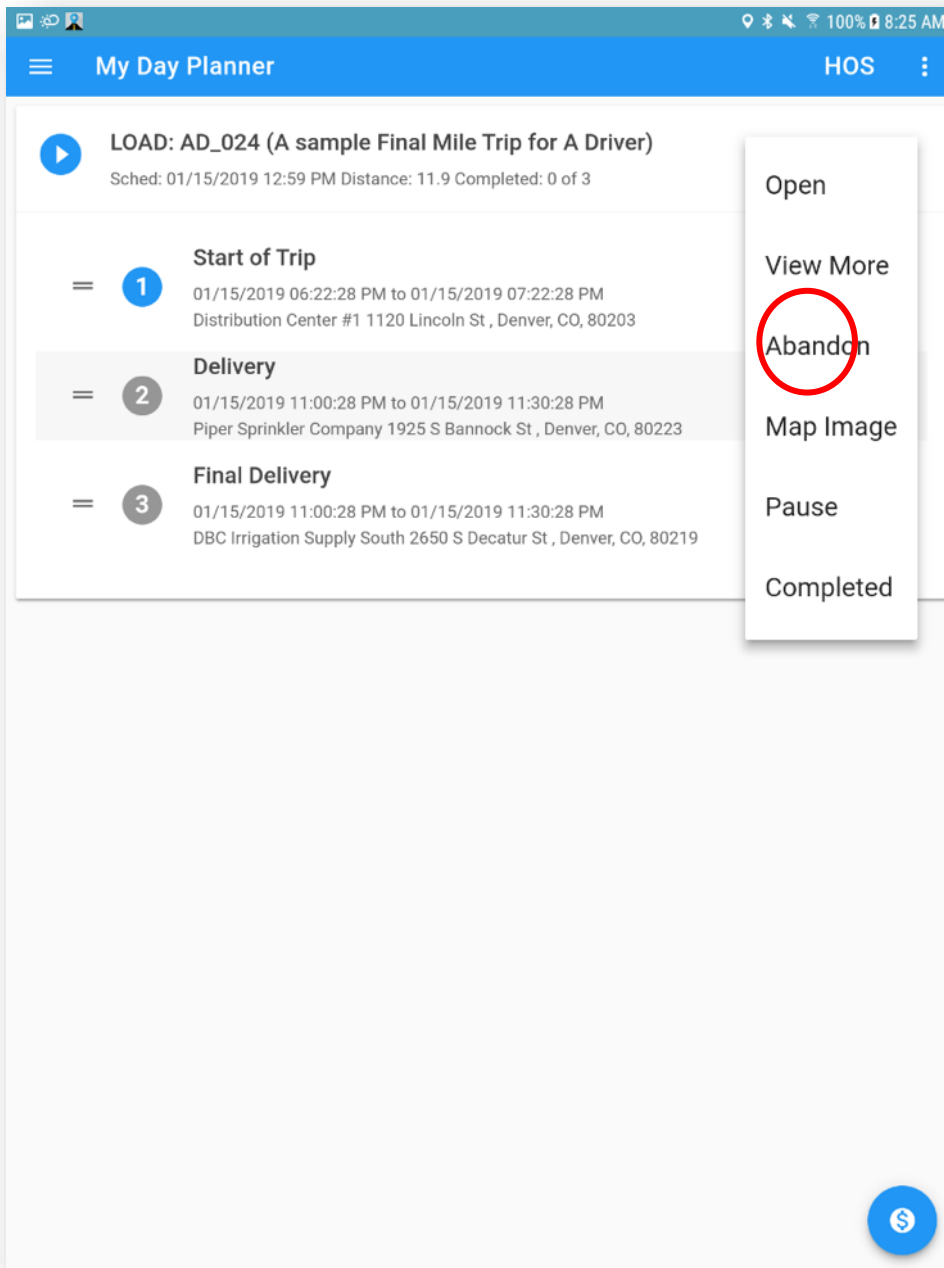 100% 8:25 AM
My Day Planner HOS
LOAD: AD_024 (A sample Final Mile Trip for A Driver)
Sched: 01/15/2019 12:59 PM Distance: 11.9 Completed: 0 of 3
Open
View More
Abandon
Map Image
Pause
Completed
1
Start of Trip
01/15/2019 06:22:28 PM to 01/15/2019 07:22:28 PM
Distribution Center #1 1120 Lincoln St , Denver, CO, 80203
2
Delivery
01/15/2019 11:00:28 PM to 01/15/2019 11:30:28 PM
Piper Sprinkler Company 1925 S Bannock St , Denver, CO, 80223
3
Final Delivery
01/15/2019 11:00:28 PM to 01/15/2019 11:30:28 PM
DBC Irrigation Supply South 2650 S Decatur St , Denver, CO, 80219
$